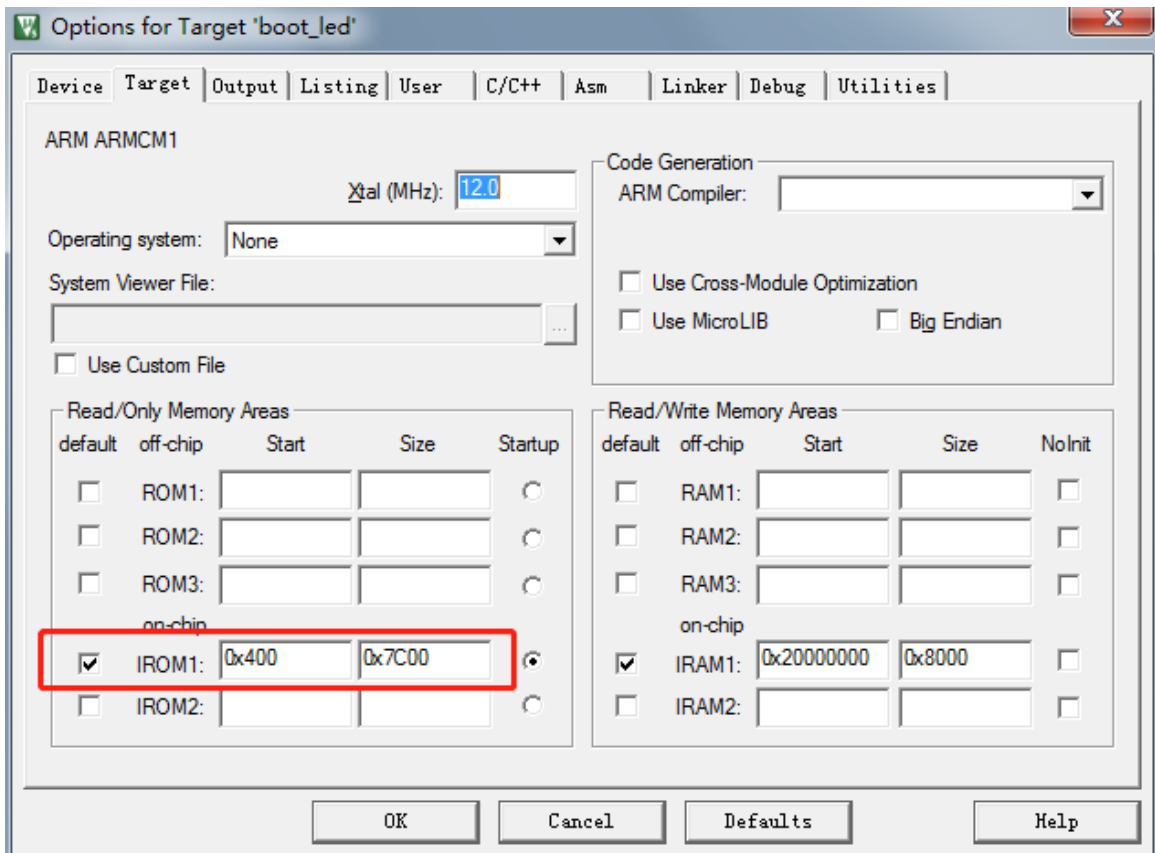 Options for Target 'boot_led'
Device Target Output Listing User C/C++ Asm Linker Debug Utilities
ARM ARMCM1
Xtal (MHz): 12.0
Operating system: None
System Viewer File:
...
Use Custom File
Code Generation
ARM Compiler:
Use Cross-Module Optimization
Use MicroLIB Big Endian
Read/Only Memory Areas
default off-chip Start Size Startup
ROM1:
ROM2:
ROM3:
on-chip
IROM1: 0x400 0x7C00
IROM2:
Read/Write Memory Areas
default off-chip Start Size NoInit
RAM1:
RAM2:
RAM3:
on-chip
IRAM1: 0x20000000 0x8000
IRAM2:
OK Cancel Defaults Help